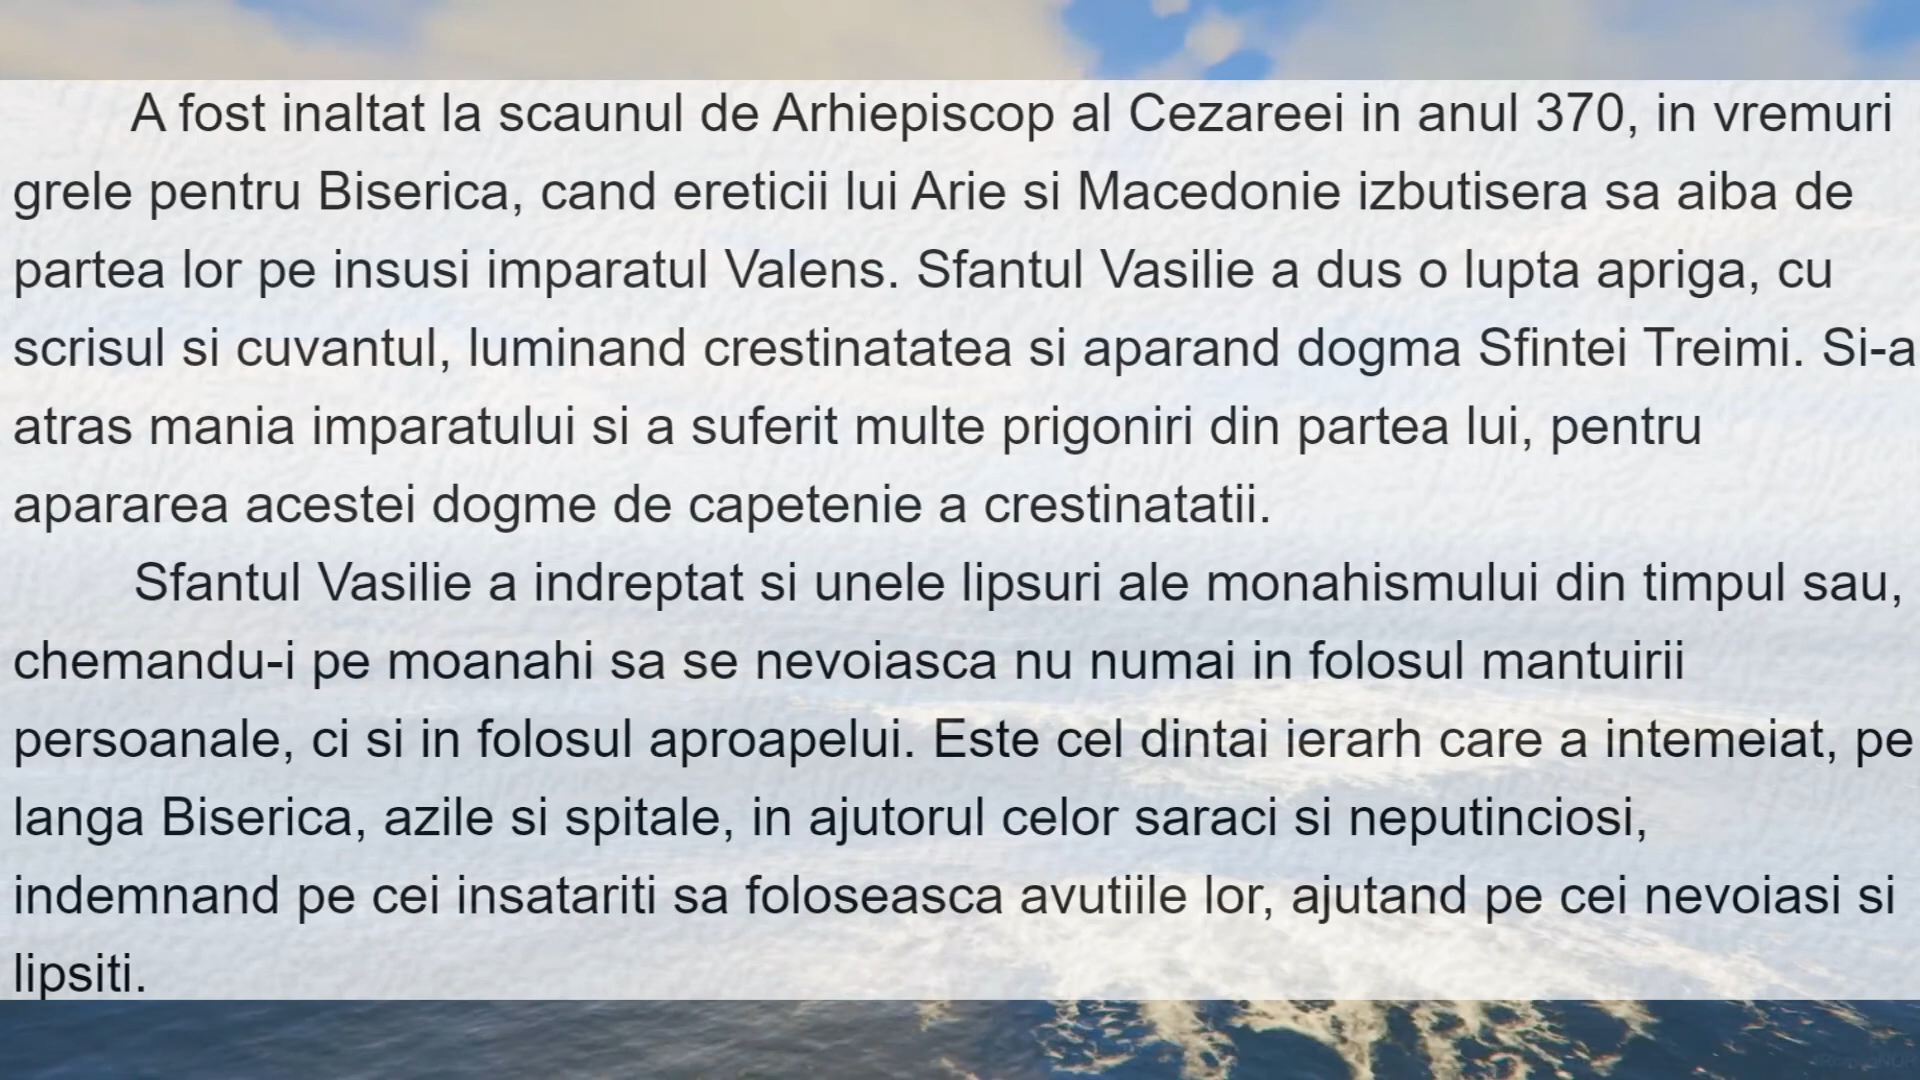 A fost inaltat la scaunul de Arhiepiscop al Cezareei in anul 370, in vremuri
grele pentru Biserica, cand ereticii lui Arie si Macedonie izbutisera sa aiba de
partea lor pe insusi imparatul Valens. Sfantul Vasilie a dus o lupta apriga, cu
scrisul si cuvantul, luminand crestinatatea si aparand dogma Sfintei Treimi. Si-a
atras mania imparatului si a suferit multe prigoniri din partea lui, pentru
apararea acestei dogme de capetenie a crestinatatii.
Sfantul Vasilie a indreptat si unele lipsuri ale monahismului din timpul sau,
chemandu-i pe moanahi sa se nevoiasca nu numai in folosul mantuirii
persoanale, ci si in folosul aproapelui. Este cel dintai ierarh care a intemeiat, pe
langa Biserica, azile si spitale, in ajutorul celor saraci si neputinciosi,
indemnand pe cei insatariti sa foloseasca avutiile lor, ajutand pe cei nevoiasi si
lipsiti.